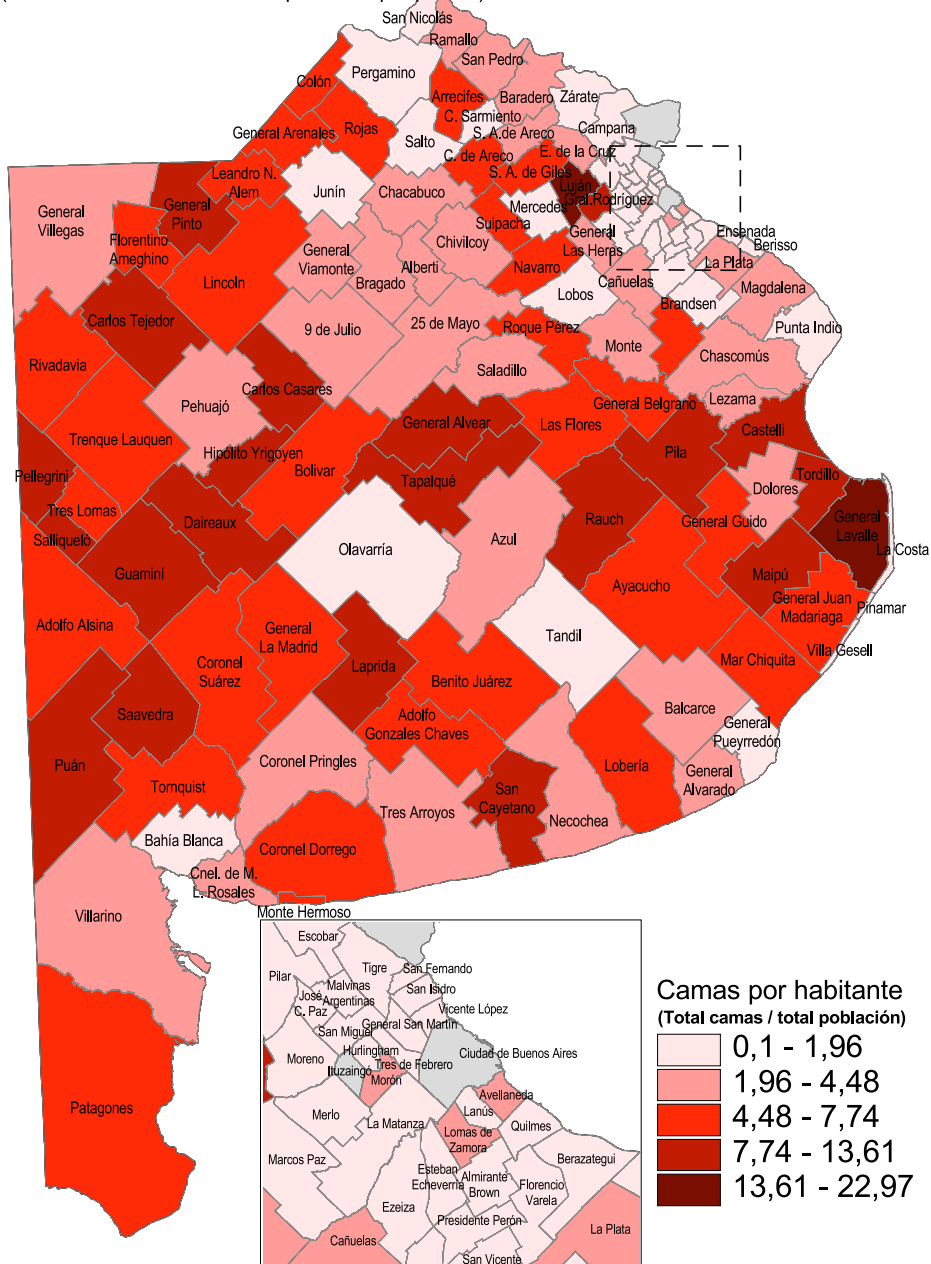 San Nicolás
Ramallo
San Pedro
Pergamino
Colón
Arrecifes
Baradero
Zárate
C. Sarmiento
General Arenales
Rojas
Salto
S. A.de Areco
Campana
C. de Areco
E. de la Cruz
Leandro N.
Alem
S. A. de Giles
Junín
Chacabuco
Luján
Gral.Rodríguez
General
Villegas
General
Pinto
Mercedes
Suipacha
Florentino
Ameghino
General
Viamonte
Chivilcoy
General
Las Heras
Ensenada
Berisso
La Plata
Alberti
Bragado
Navarro
Lincoln
Cañuelas
Magdalena
Lobos
Brandsen
Carlos Tejedor
9 de Julio
25 de Mayo
Roque Pérez
Punta Indio
Monte
Chascomús
Rivadavia
Saladillo
Carlos Casares
Pehuajó
General Belgrano
Lezama
General Alvear
Las Flores
Castelli
Trenque Lauquen
Hipólito Yrigoyen
Bolivar
Pila
Pellegrini
Tapalqué
Tordillo
Dolores
Tres Lomas
Daireaux
Rauch
General Guido
General
Lavalle
Salliqueló
Olavarría
Azul
La Costa
Guaminí
Ayacucho
Maipú
General Juan
Madariaga
Pinamar
Adolfo Alsina
General
La Madrid
Tandil
Villa Gesell
Coronel
Suárez
Laprida
Mar Chiquita
Benito Juárez
Saavedra
Adolfo
Gonzales Chaves
Balcarce
General
Pueyrredón
Puán
Coronel Pringles
Lobería
Tornquist
General
Alvarado
San
Cayetano
Tres Arroyos
Necochea
Bahía Blanca
Coronel Dorrego
Cnel. de M.
L. Rosales
Villarino
Monte Hermoso
Patagones
Escobar
Pilar
Tigre
San Fernando
Malvinas
Argentinas
San Isidro
José
C. Paz
Vicente López
General San Martín
San Miguel
Hurlingham
Ciudad de Buenos Aires
Moreno
Ituzaingó
Tres de Febrero
Morón
Avellaneda
Merlo
Lanús
La Matanza
Quilmes
Lomas de
Zamora
Marcos Paz
Berazategui
Esteban
Echeverría
Almirante
Brown
Florencio
Varela
Ezeiza
Presidente Perón
La Plata
Cañuelas
San Vicente
Camas por habitante
(Total camas / total población)
0,1 - 1,96
1,96 - 4,48
4,48 - 7,74
7,74 - 13,61
13,61 - 22,97